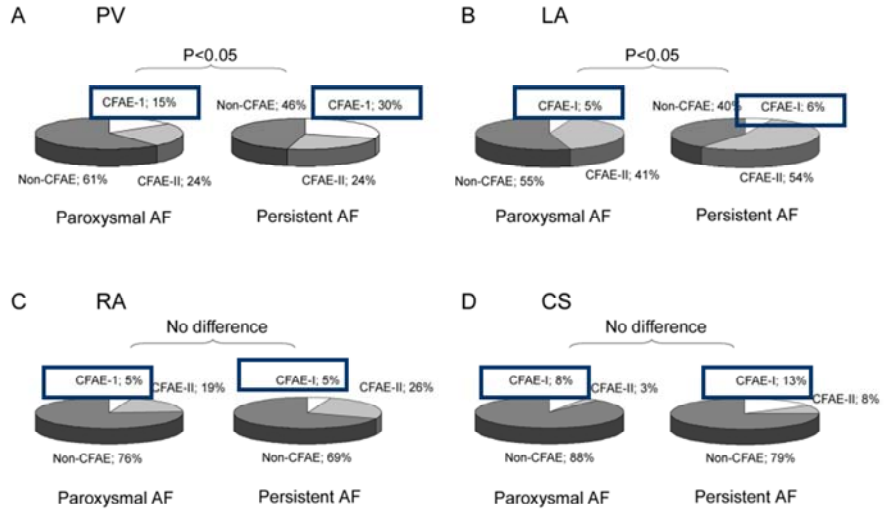 A PV
P<0.05
CFAE-1; 15%
Non-CFAE; 61%
CFAE-II; 24%
Paroxysmal AF
Non-CFAE; 46%
CFAE-1; 30%
CFAE-II; 24%
Persistent AF
B LA
P<0.05
CFAE-I; 5%
Non-CFAE; 55%
CFAE-II; 41%
Paroxysmal AF
Non-CFAE; 40%
CFAE-I; 6%
CFAE-II; 54%
Persistent AF
C RA
No difference
CFAE-1; 5%
CFAE-II; 19%
Non-CFAE; 76%
Paroxysmal AF
CFAE-I; 5%
CFAE-II; 26%
Non-CFAE; 69%
Persistent AF
D CS
No difference
CFAE-I; 8%
CFAE-II; 3%
Non-CFAE; 88%
Paroxysmal AF
CFAE-I; 13%
CFAE-II; 8%
Non-CFAE; 79%
Persistent AF